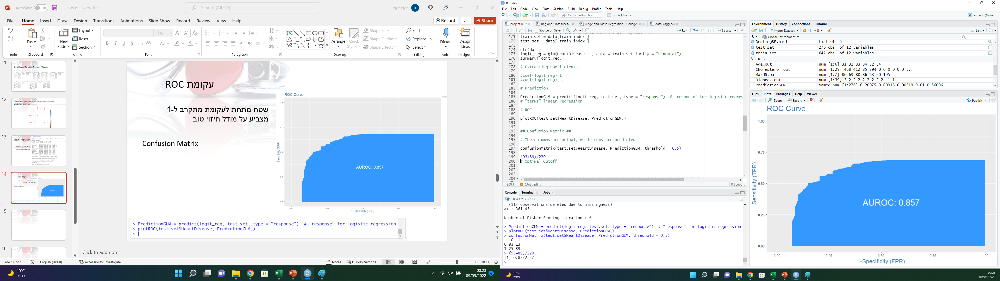 AutoSave Off מצגת - פרויקט R
Search (Alt+Q)
Igor Igor II
File Home Insert Draw Design Transitions Animations Slide Show Record Review View Help
Record Share
Paste
New Slide
Layout
Reset
Section
18
Arrange
Quick Styles
Shape Fill
Shape Outline
Shape Effects
Find
Replace
Select
Dictate
Design Ideas
Undo Clipboard Slides Font Paragraph Drawing Editing Voice Designer
11
Simplify and Turn into Numeric / Factors
12
Correlation plot, check for correlation between predictor variables
13
Logistic Regression
14
15
16
עקומת ROC
שטח מתחת לעקומת מתקרב ל-1
מצביע על מודל חיזוי טוב
Confusion Matrix
ROC Curve
Sensitivity (TPR)
1.00
0.75
0.50
0.25
0.00
AUROC: 0.857
0.00 0.25 0.50 0.75 1.00
1-Specificity (FPR)
> PredictionGLM = predict(logit_reg, test.set, type = "response")  # "response" for logistic regression
> plotROC(test.set$HeartDisease, PredictionGLM,)
>
Click to add notes
Slide 14 of 18 English (Israel) Accessibility: Investigate Notes Display Settings 103%
19°C
בהיר
00:23
09/05/2022
6
RStudio
File Edit Code View Plots Session Build Debug Profile Tools Help
Go to file/function Addins Project: (None)
project R.R* Reg and Class trees.R Ridge and Lasso Regression - College1.R data-kaggle.R
Source on Save Run Source
171 train.set = data[train.index,]
172 test.set = data[-train.index,]
173
174 str(data)
175 logit_reg = glm(HeartDisease ~., data = train.set,family = "binomial")
176 summary(logit_reg)
177
178 # Extracting coefficients
179
180 #coef(logit_reg)[1]
181 #coef(logit_reg)[2]
182
183 # Prediction
184
185 PredictionGLM = predict(logit_reg, test.set, type = "response")  # "response" for logistic regres
186 # "terms" linear regression
187
188 # ROC
189
190 plotROC(test.set$HeartDisease, PredictionGLM,)
191
192
193 ## Confusion Matrix ##
194
195 # The columns are actual, while rows are predicted
196
197 confusionMatrix(test.set$HeartDisease, PredictionGLM, threshold = 0.5)
198
199 (93+89)/220
200 # Optimal Cutoff
201
202
203
204
200:1 (Untitled) R Script
Console Terminal Jobs
R 4.1.2 · ~/
(117 observations deleted due to missingness)
AIC: 361.45
Number of Fisher Scoring iterations: 6
> PredictionGLM = predict(logit_reg, test.set, type = "response")  # "response" for logistic regression
> plotROC(test.set$HeartDisease, PredictionGLM,)
> confusionMatrix(test.set$HeartDisease, PredictionGLM, threshold = 0.5)
0 1
0 93 13
1 25 89
> (93+89)/220
[1] 0.8272727
>
Environment History Connections Tutorial
Import Dataset 411 MiB List
R Global Environment
RestingBP.hist List of 6
test.set 276 obs. of 12 variables
train.set 642 obs. of 12 variables
Values
Age_out num [1:6] 31 32 33 34 32 34
Cholesterol.out num [1:29] 468 412 85 394 0 0 0 0 0 0 ...
MaxHR.out num [1:7] 86 69 80 86 63 60 195
Oldpeak.out num [1:39] 3 2 2 2 2 2 2 2 2 -1.1 ...
PredictionGLM Named num [1:276] 0.20075 0.00918 0.00519 0.01 0.56006 ...
Files Plots Packages Help Viewer
Zoom Export Publish
ROC Curve
Sensitivity (TPR)
1.00
0.75
0.50
0.25
0.00
AUROC: 0.857
0.00 0.25 0.50 0.75 1.00
1-Specificity (FPR)
19°C
בהיר
00:23
09/05/2022